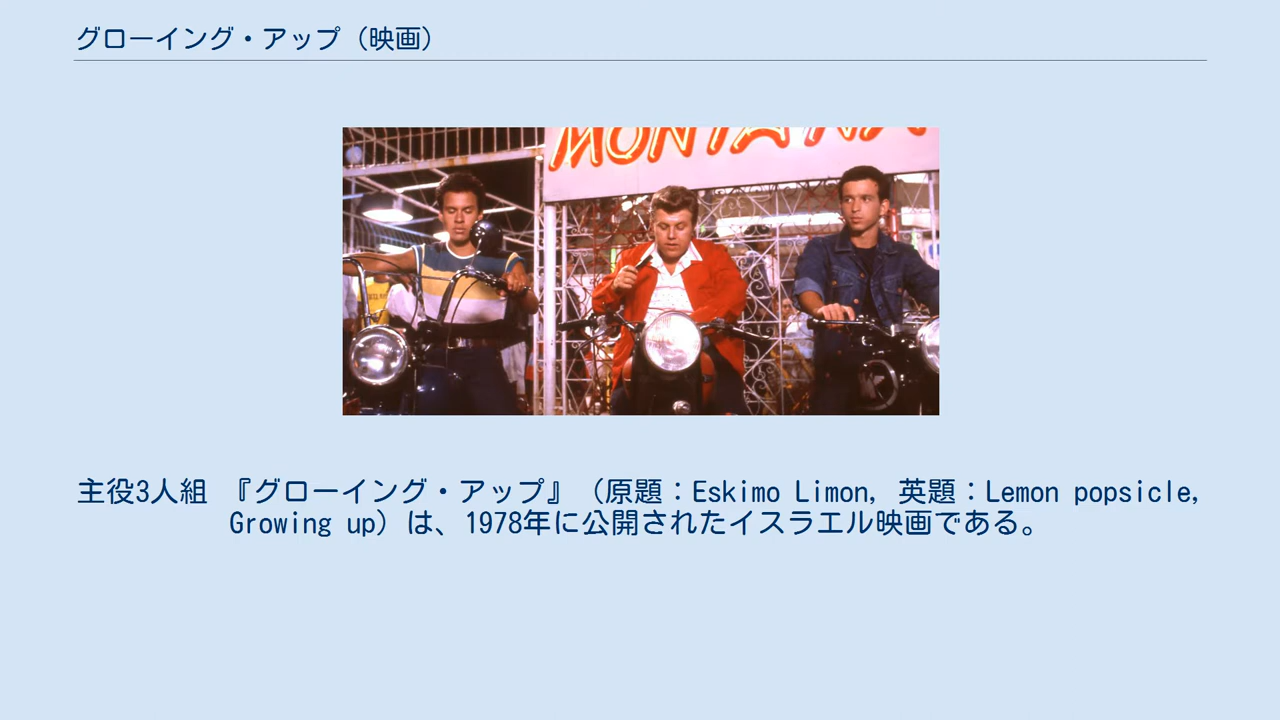 グローイング・アップ（映画）
MONTANA
主役3人組 『グローイング・アップ』（原題：Eskimo Limon, 英題：Lemon popsicle,
Growing up）は、1978年に公開されたイスラエル映画である。